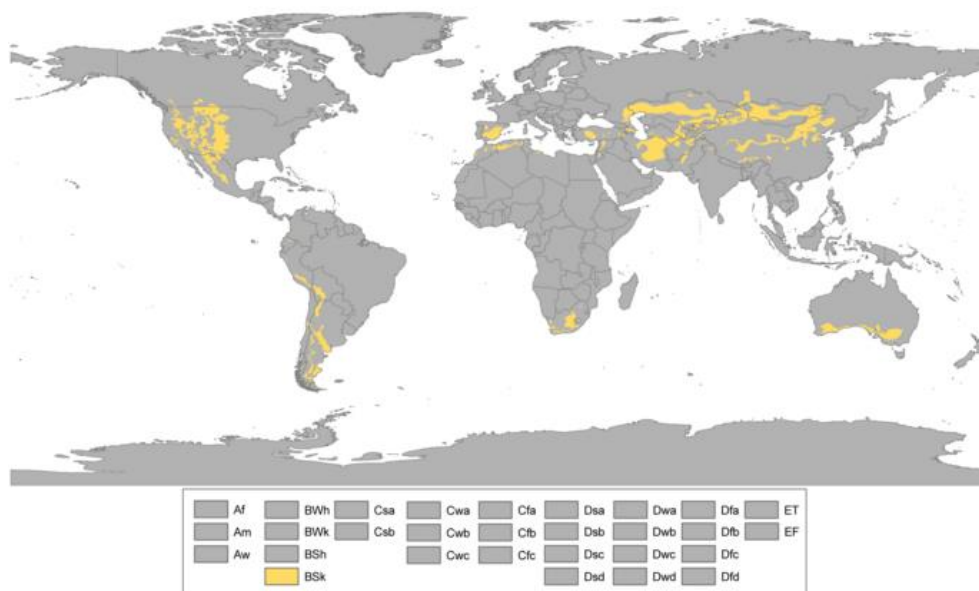 Af BWh Csa Cwa Cfa Dsa Dwa Dfa ET
Am BWk Csb Cwb Cfb Dsb Dwb Dfb EF
Aw BSh Cwc Cfc Dsc Dwc Dfc
BSk Dsd Dwd Dfd